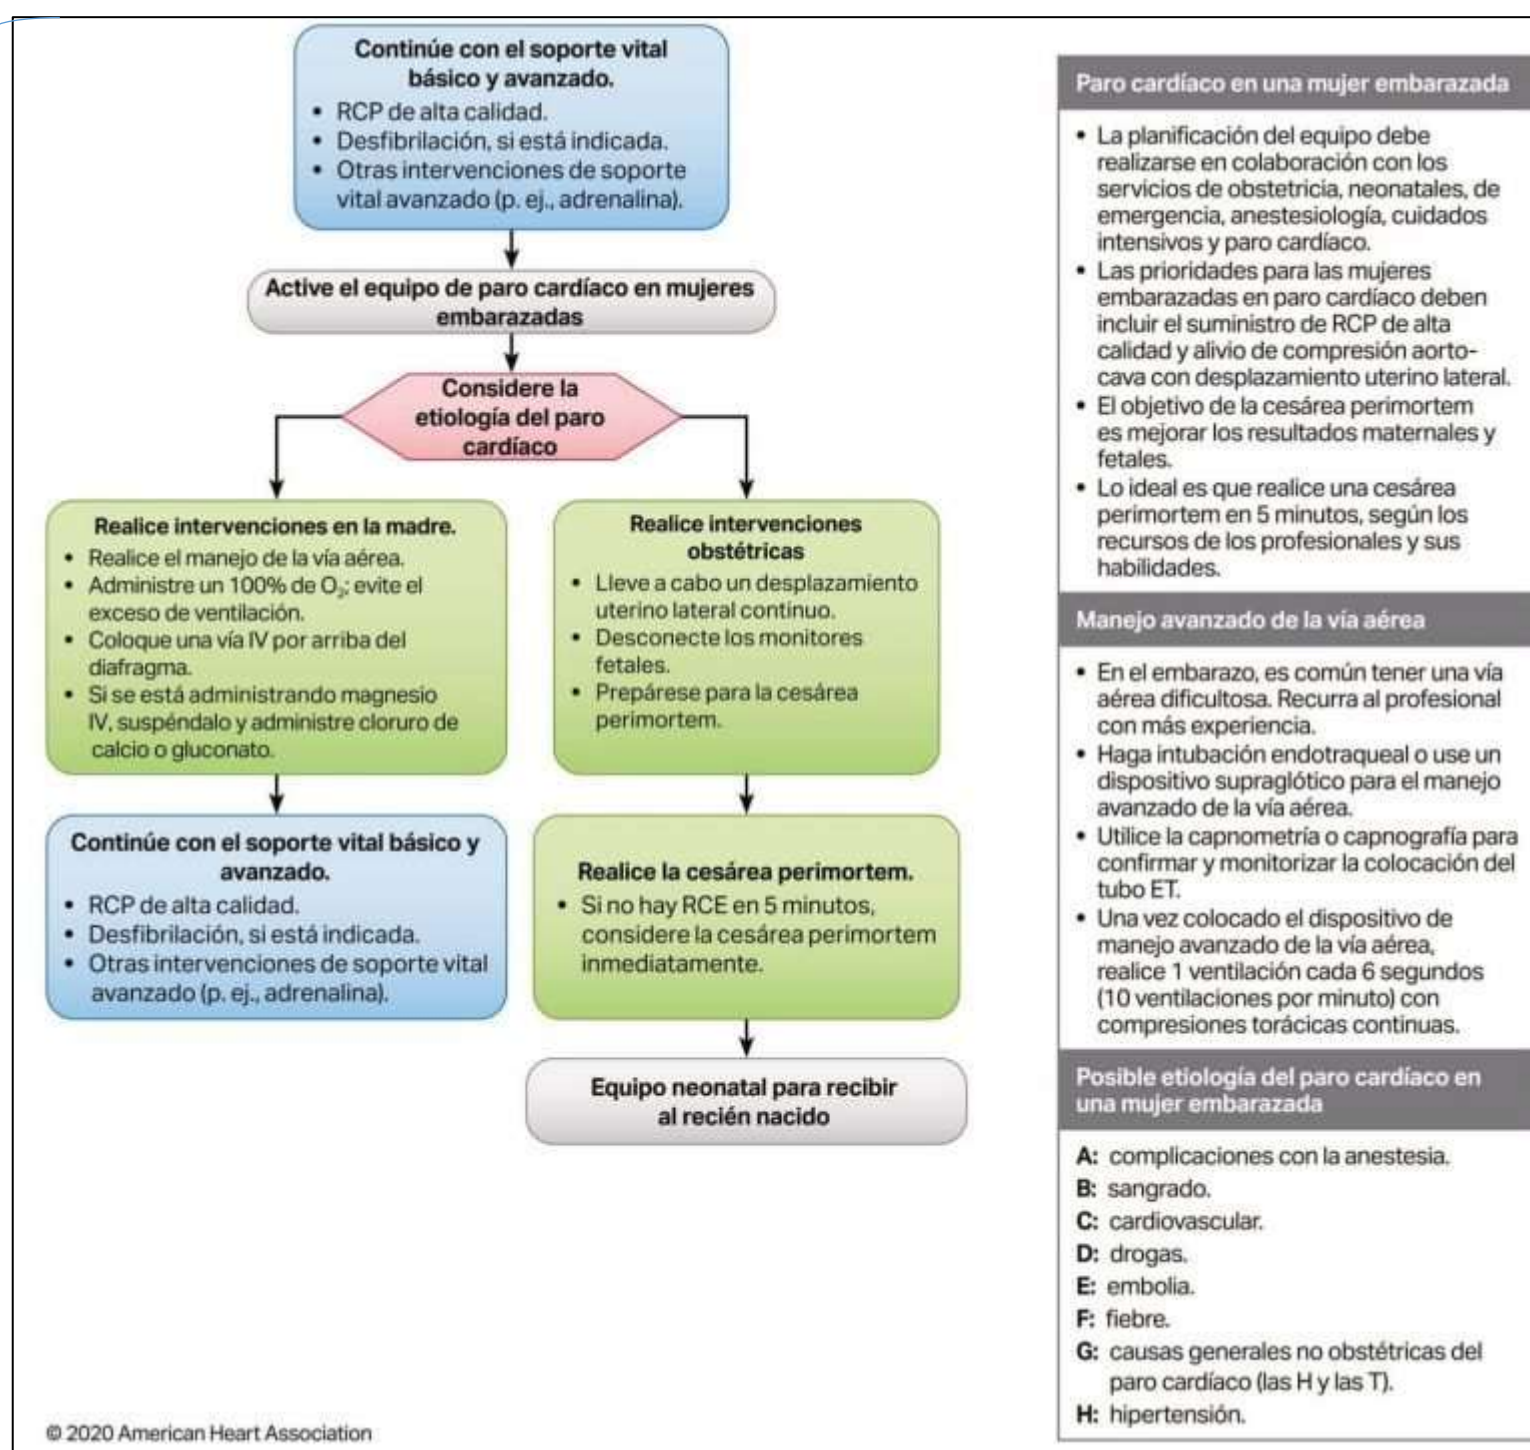 Continúe con el soporte vital
básico y avanzado.
• RCP de alta calidad.
• Desfibrilación, si está indicada.
• Otras intervenciones de soporte
vital avanzado (p. ej., adrenalina).
Active el equipo de paro cardíaco en mujeres
embarazadas
Considere la
etiología del paro
cardíaco
Realice intervenciones en la madre.
• Realice el manejo de la vía aérea.
• Administre un 100% de O₂; evite el
exceso de ventilación.
• Coloque una vía IV por arriba del
diafragma.
• Si se está administrando magnesio
IV, suspéndalo y administre cloruro de
calcio o gluconato.
Realice intervenciones
obstétricas
• Lleve a cabo un desplazamiento
uterino lateral continuo.
• Desconecte los monitores
fetales.
• Prepárese para la cesárea
perimortem.
Continúe con el soporte vital básico y
avanzado.
• RCP de alta calidad.
• Desfibrilación, si está indicada.
• Otras intervenciones de soporte vital
avanzado (p. ej., adrenalina).
Realice la cesárea perimortem.
• Si no hay RCE en 5 minutos,
considere la cesárea perimortem
inmediatamente.
Equipo neonatal para recibir
al recién nacido
© 2020 American Heart Association
Paro cardíaco en una mujer embarazada
• La planificación del equipo debe
realizarse en colaboración con los
servicios de obstetricia, neonatales, de
emergencia, anestesiología, cuidados
intensivos y paro cardíaco.
• Las prioridades para las mujeres
embarazadas en paro cardíaco deben
incluir el suministro de RCP de alta
calidad y alivio de compresión aorto-
cava con desplazamiento uterino lateral.
• El objetivo de la cesárea perimortem
es mejorar los resultados maternales y
fetales.
• Lo ideal es que realice una cesárea
perimortem en 5 minutos, según los
recursos de los profesionales y sus
habilidades.
Manejo avanzado de la vía aérea
• En el embarazo, es común tener una vía
aérea dificultosa. Recurra al profesional
con más experiencia.
• Haga intubación endotraqueal o use un
dispositivo supraglótico para el manejo
avanzado de la vía aérea.
• Utilice la capnometría o capnografía para
confirmar y monitorizar la colocación del
tubo ET.
• Una vez colocado el dispositivo de
manejo avanzado de la vía aérea,
realice 1 ventilación cada 6 segundos
(10 ventilaciones por minuto) con
compresiones torácicas continuas.
Posible etiología del paro cardíaco en
una mujer embarazada
A: complicaciones con la anestesia.
B: sangrado.
C: cardiovascular.
D: drogas.
E: embolia.
F: fiebre.
G: causas generales no obstétricas del
paro cardíaco (las H y las T).
H: hipertensión.